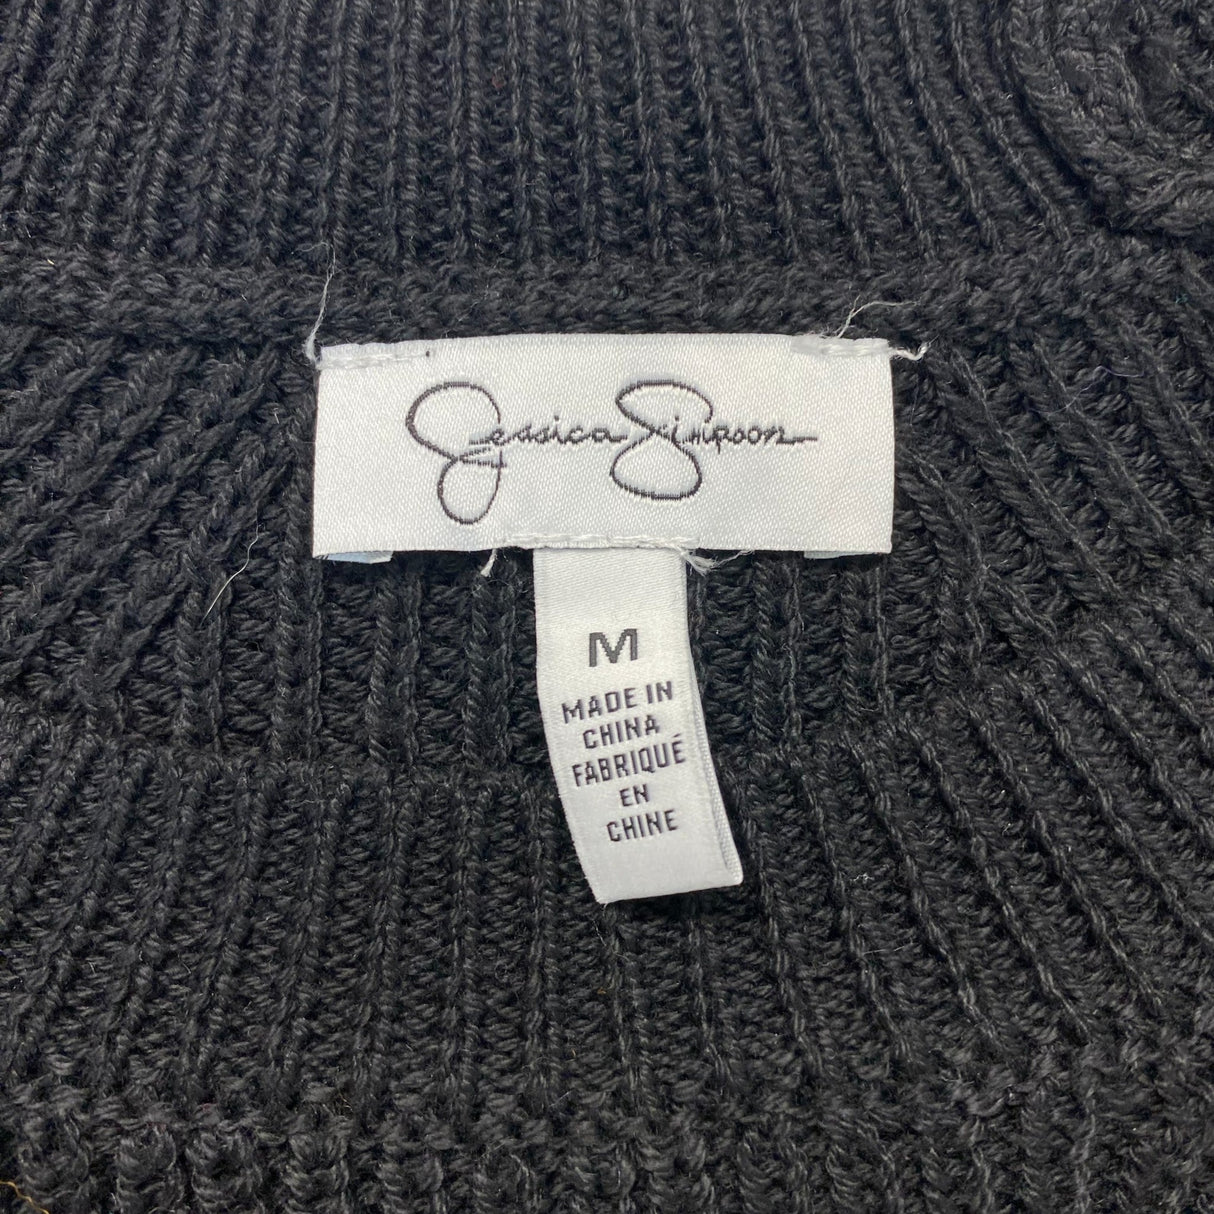 Jessica Simpson
M
MADE IN
CHINA
FABRIQUÉ
EN
CHINE